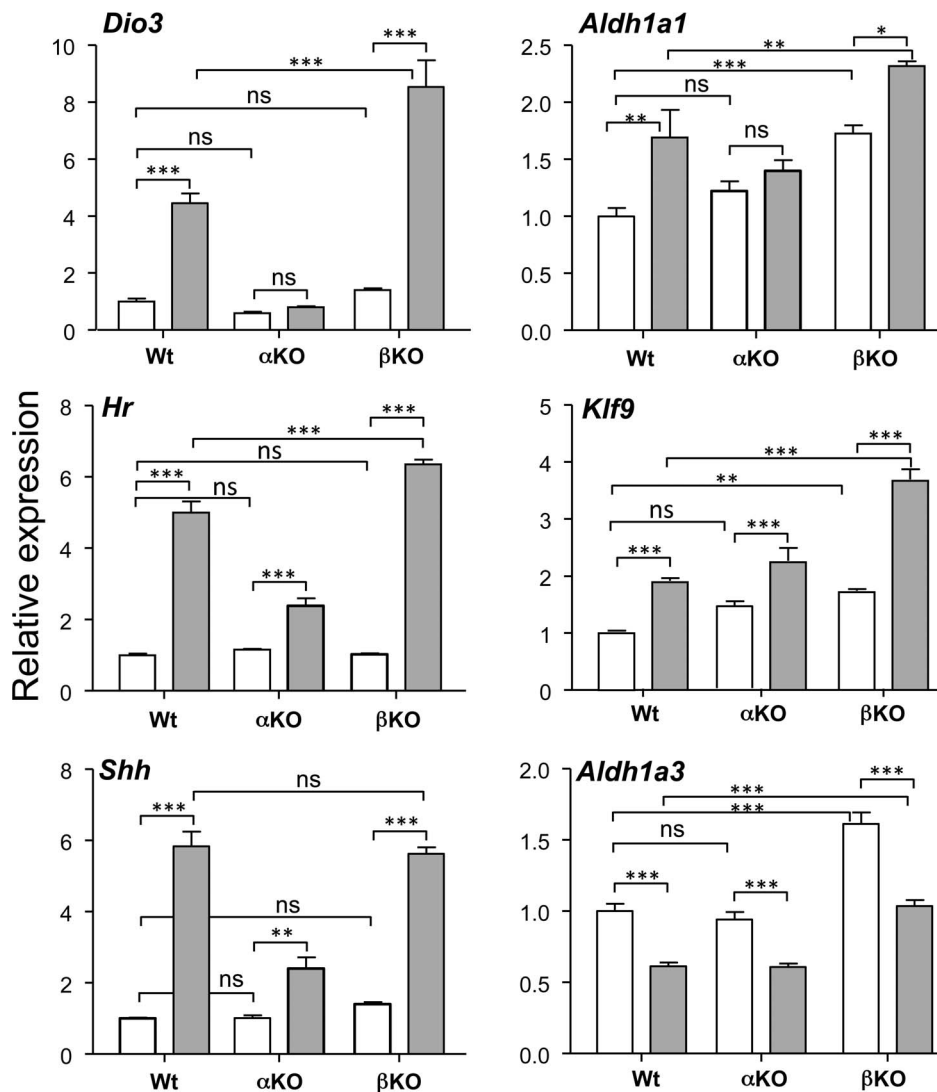 Relative expression
Dio3
10
8
6
4
2
0
***
***
ns
ns
***
ns
Wt
αKO
βKO
Aldh1a1
2.5
2.0
1.5
1.0
0.5
0.0
*
**
***
ns
**
ns
Wt
αKO
βKO
Hr
8
6
4
2
0
***
***
ns
***
ns
***
Wt
αKO
βKO
Klf9
5
4
3
2
1
0
***
***
**
ns
***
***
Wt
αKO
βKO
Shh
8
6
4
2
0
ns
***
***
ns
**
ns
Wt
αKO
βKO
Aldh1a3
2.0
1.5
1.0
0.5
0.0
***
***
***
ns
***
***
Wt
αKO
βKO